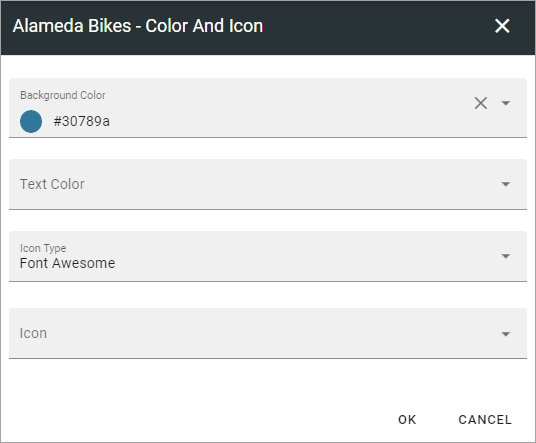 Alameda Bikes - Color And Icon
Background Color
#30789a
Text Color
Icon Type
Font Awesome
Icon
OK CANCEL